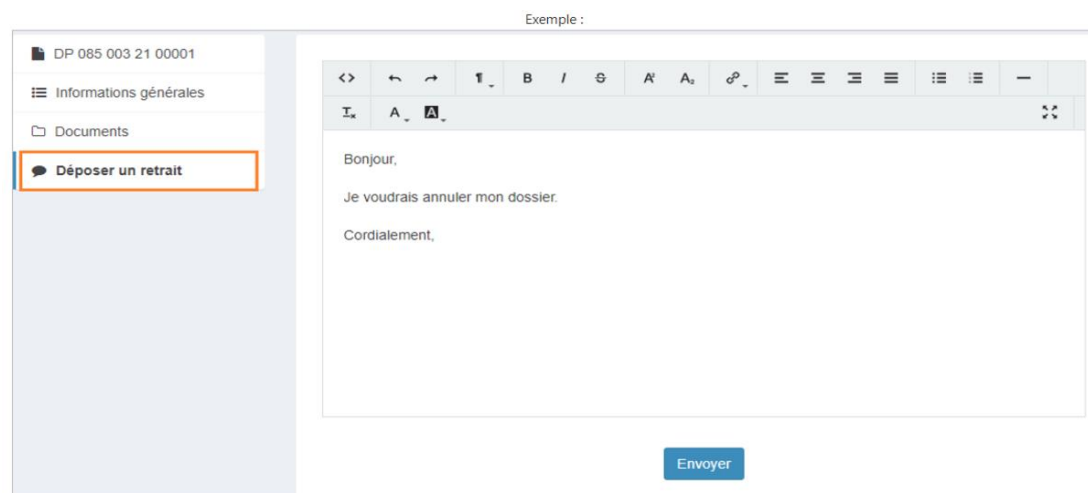 Exemple :
DP 085 003 21 00001
Informations générales
Documents
Déposer un retrait
Bonjour,
Je voudrais annuler mon dossier.
Cordialement,
Envoyer